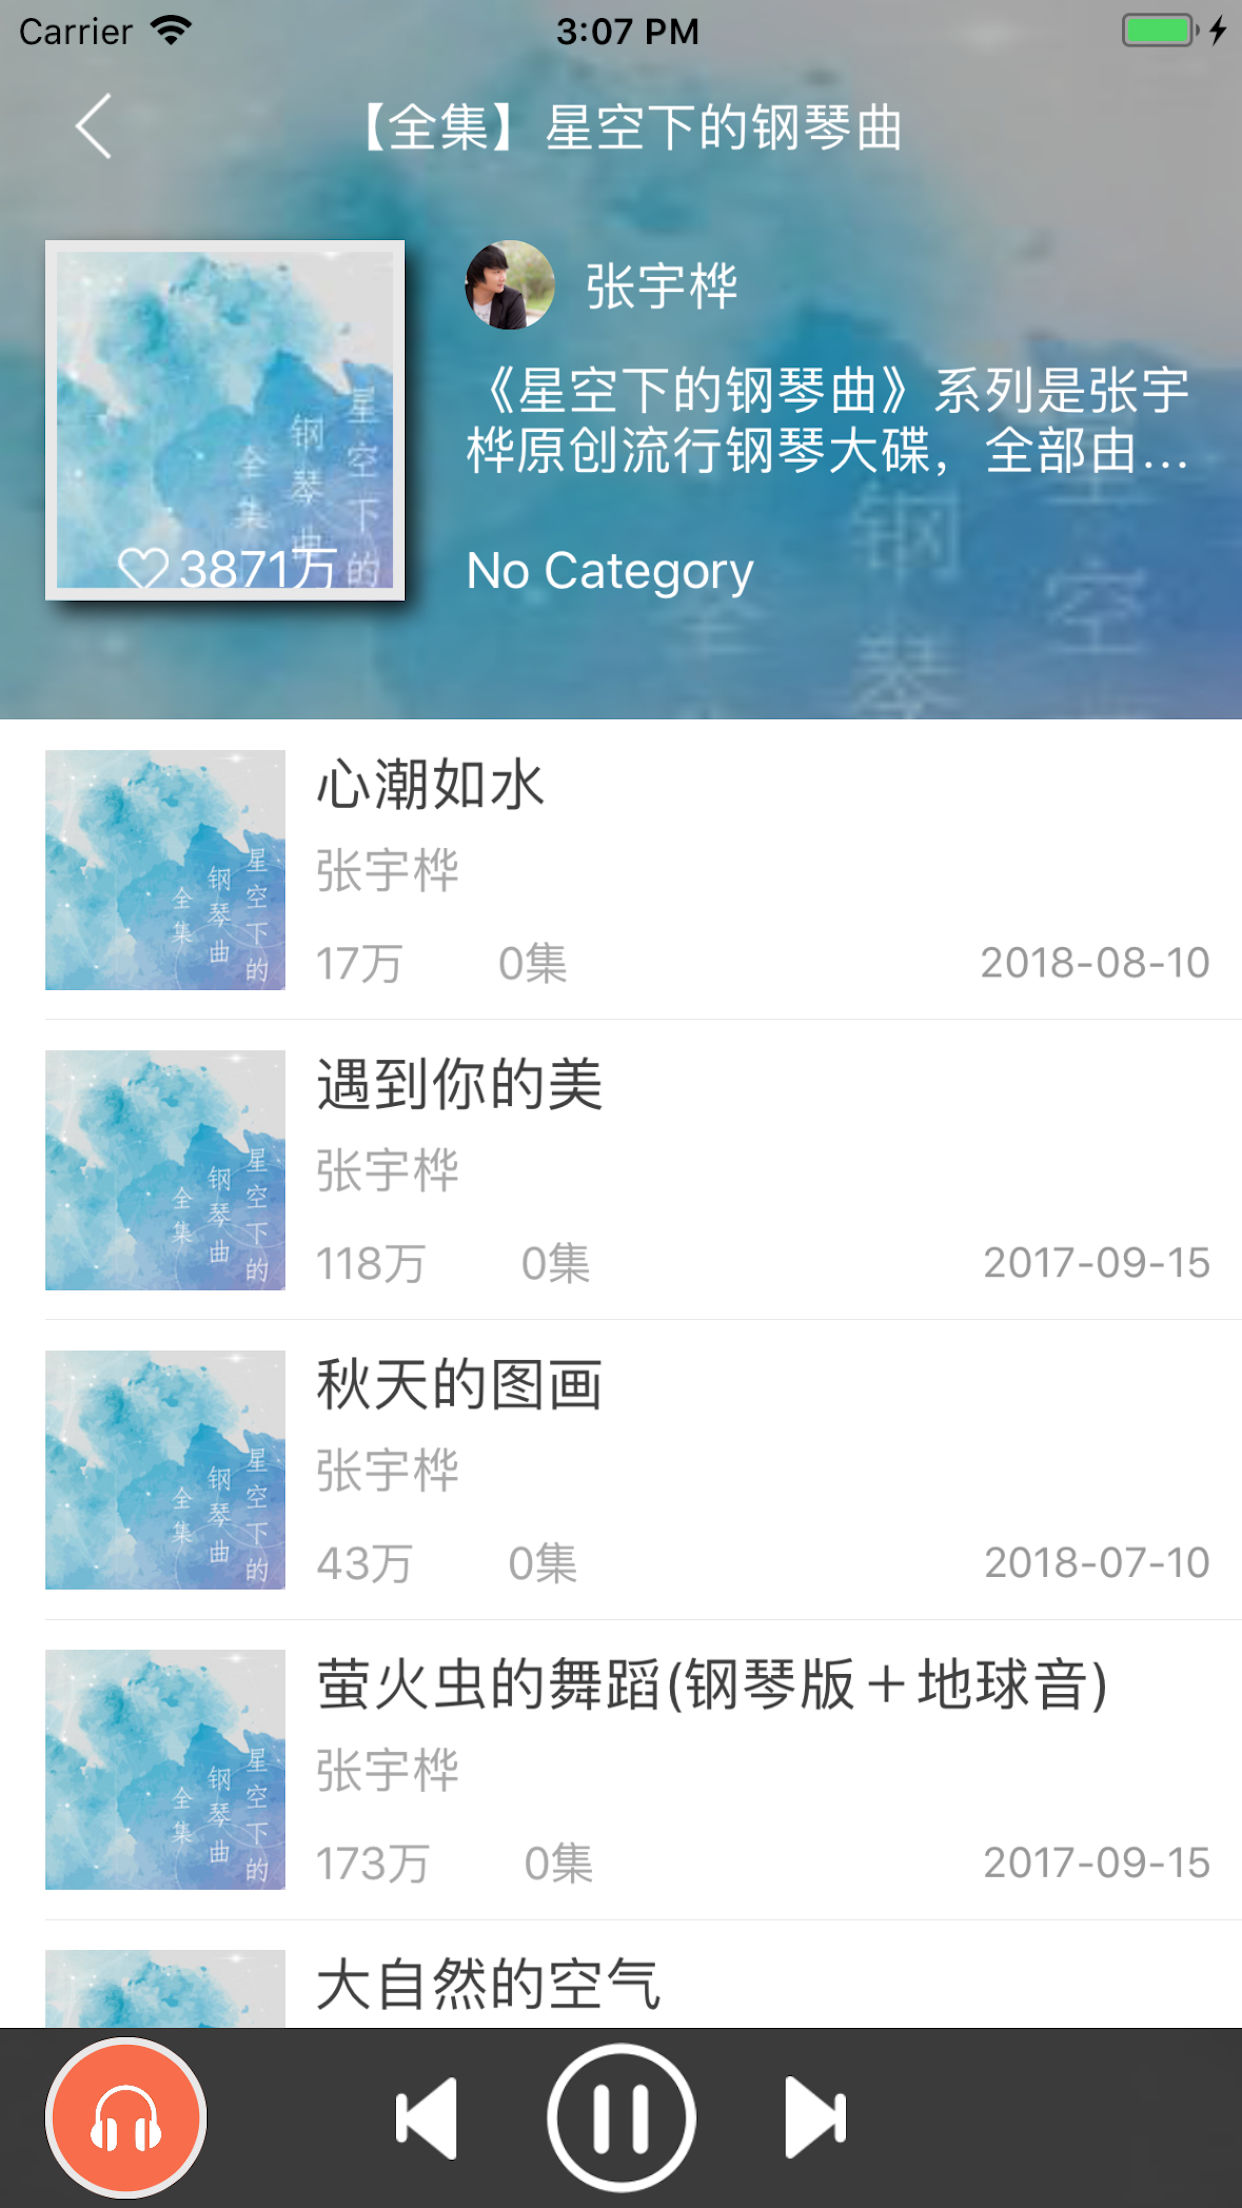 Carrier
3:07 PM
【全集】星空下的钢琴曲
张宇桦
《星空下的钢琴曲》系列是张宇
桦原创流行钢琴大碟，全部曲...
星空下的
钢琴曲
全集
3871万
No Category
心潮如水
张宇桦
17万
0集
2018-08-10
星空下的
钢琴曲
全集
遇到你的美
张宇桦
118万
0集
2017-09-15
星空下的
钢琴曲
全集
秋天的图画
张宇桦
43万
0集
2018-07-10
星空下的
钢琴曲
全集
萤火虫的舞蹈(钢琴版＋地球音)
张宇桦
173万
0集
2017-09-15
星空下的
钢琴曲
全集
大自然的空气